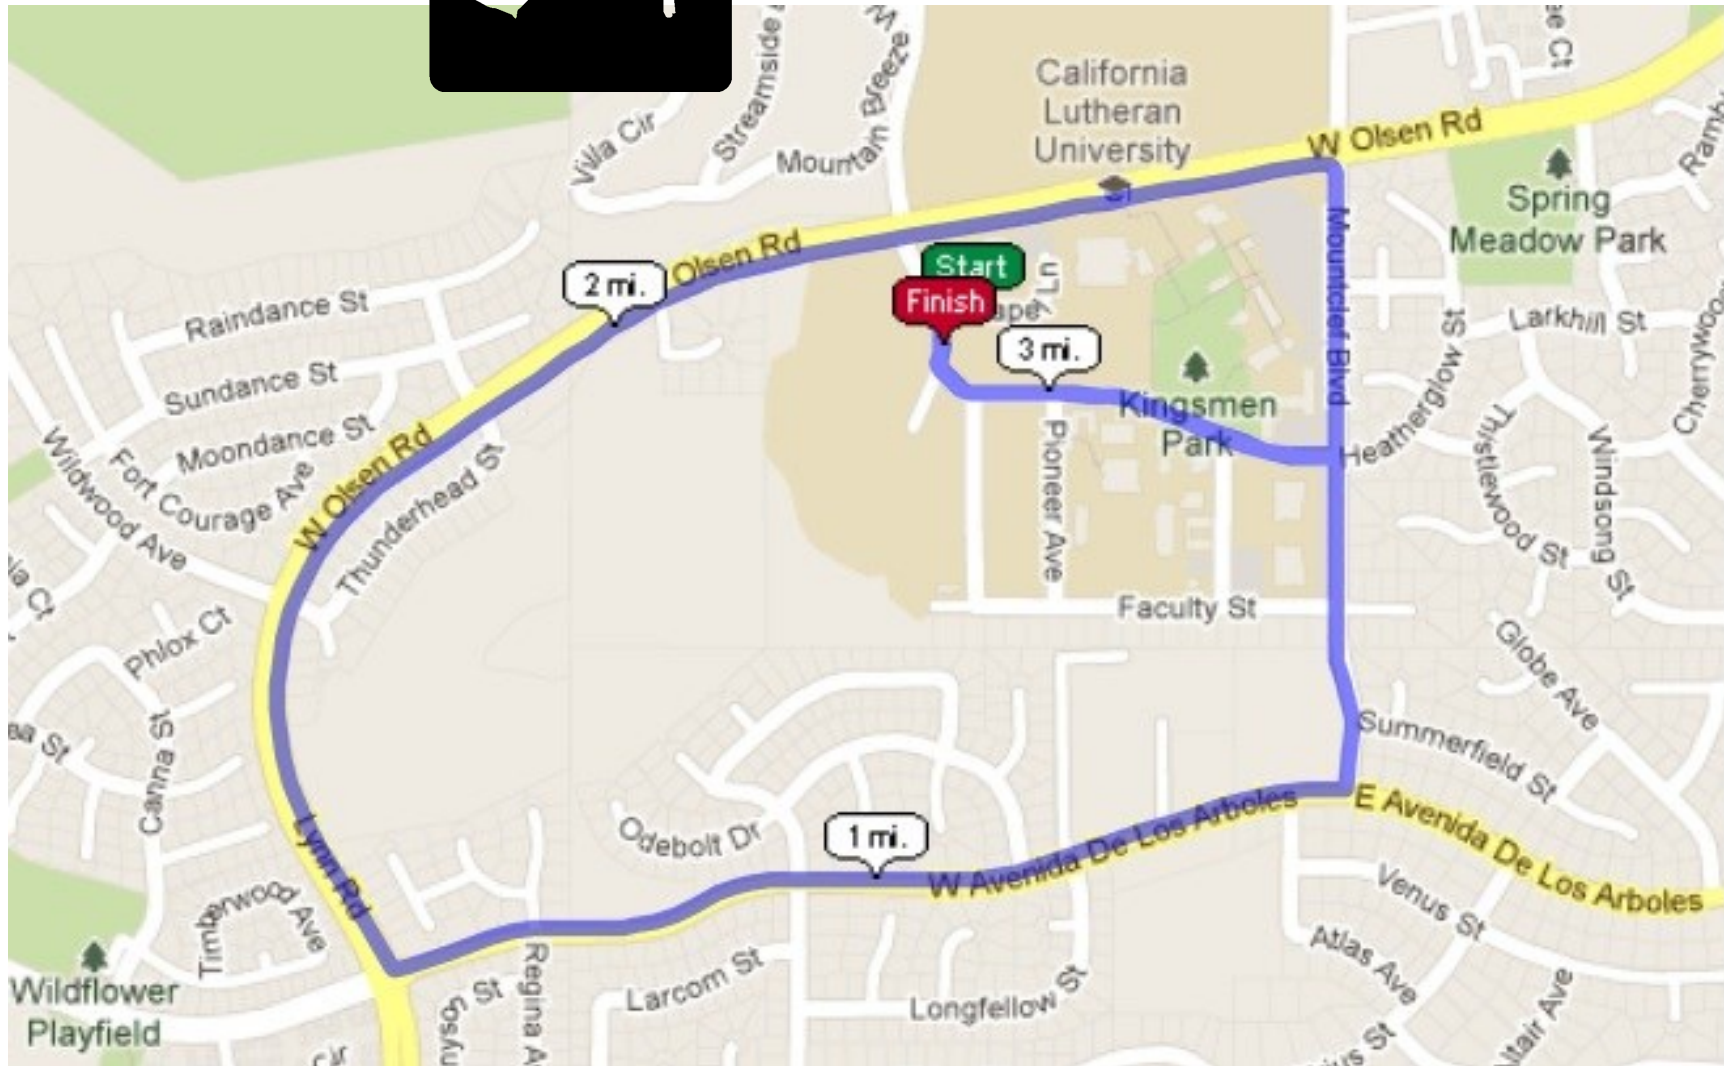 Streamside
W
Mountain Breeze
Villa Cir
California
Lutheran
University
W Olsen Rd
Spring
Meadow Park
Olsen Rd
Start
Finish
2 mi.
3 mi.
Raindance St
Sundance St
Moondance St
Fort Courage Ave
Wildwood Ave
W Olsen Rd
Thunderhead St
Kingsmen
Park
Mountclef Blvd
Larkhill St
Heatherglow St
Thistlewood St
Windsong St
Pioneer Ave
Faculty St
Phlox Ct
Canna St
Globe Ave
Summerfield St
Odebolt Dr
1 mi.
W Avenida De Los Arboles
E Avenida De Los Arboles
Lynn Rd
Timberwood Ave
Venus St
Atlas Ave
Wildflower
Playfield
Larcom St
Longfellow St
Regina A
Cir